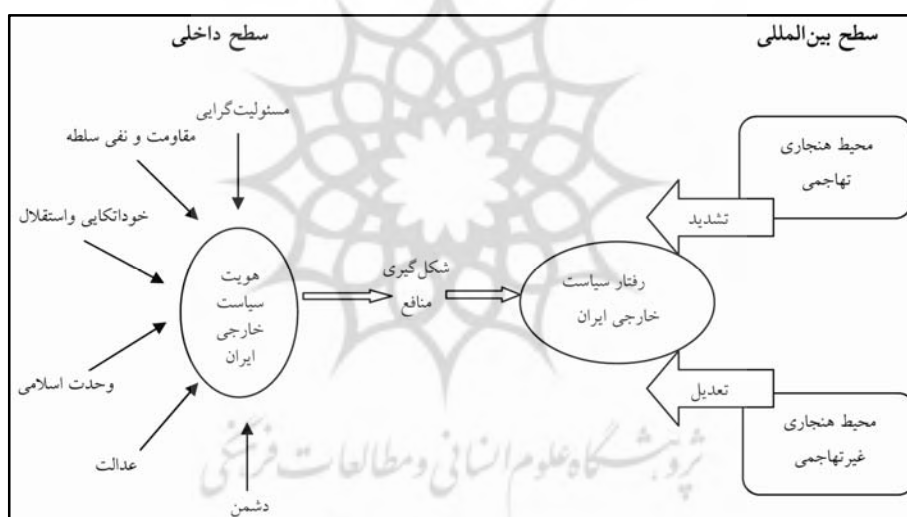 سطح بین‌المللی
سطح داخلی
محیط هنجاری
تهاجمی
تشدید
مسئولیت‌گرایی
مقاومت و نفی سلطه
خوداتکایی واستقلال
وحدت اسلامی
عدالت
دشمن
هویت
سیاست
خارجی
ایران
شکل‌گیری
منافع
رفتار سیاست
خارجی ایران
تعدیل
محیط هنجاری
غیرتهاجمی
پژوهشگاه علوم انسانی و مطالعات فرهنگی